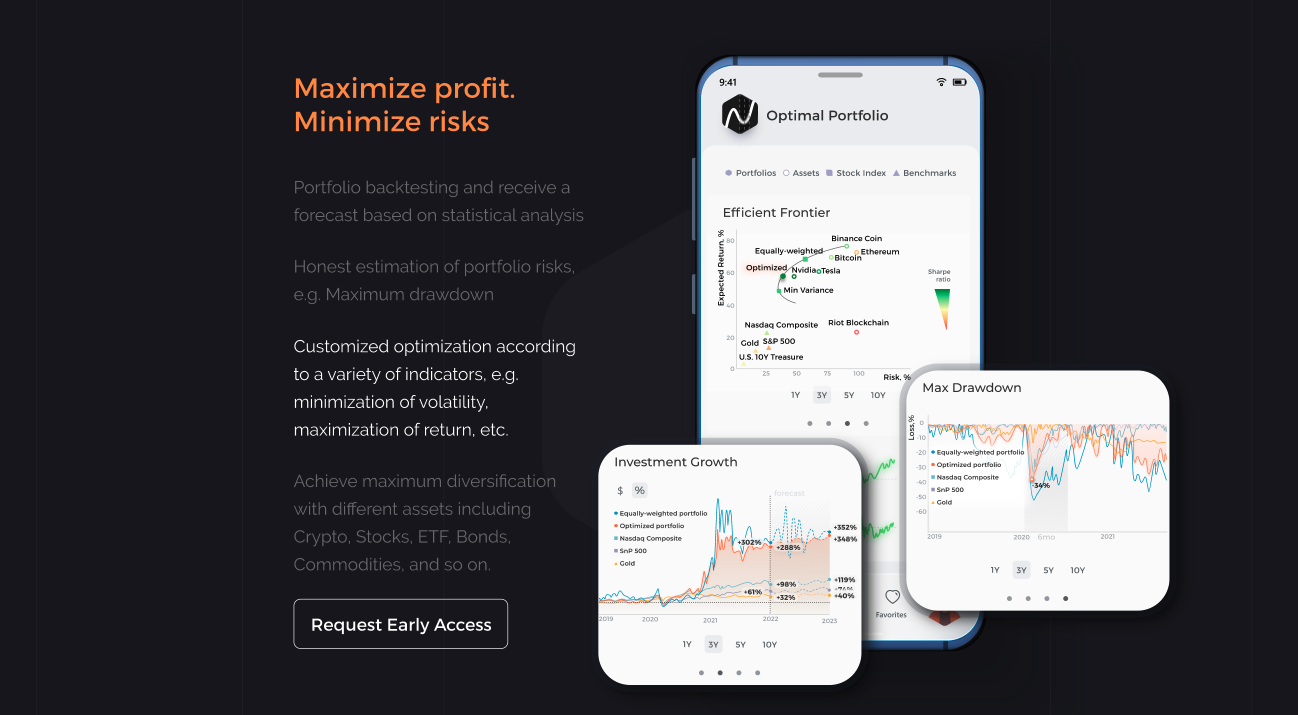 Maximize profit.
Minimize risks
Portfolio backtesting and receive a
forecast based on statistical analysis
Honest estimation of portfolio risks,
e.g. Maximum drawdown
Customized optimization according
to a variety of indicators, e.g.
minimization of volatility,
maximization of return, etc.
Achieve maximum diversification
with different assets including
Crypto, Stocks, ETF, Bonds,
Commodities, and so on.
Request Early Access
9:41
Optimal Portfolio
Portfolios Assets Stock Index Benchmarks
Efficient Frontier
Expected Return, %
80
60
40
20
0
Binance Coin
Equally-weighted
Ethereum
Bitcoin
Optimized
Nvidia
Tesla
Min Variance
Sharpe
ratio
Nasdaq Composite
Riot Blockchain
Gold
S&P 500
U.S. 10Y Treasure
25 50 75 100
Risk, %
1Y 3Y 5Y 10Y
Favorites
Investment Growth
$ %
forecast
Equally-weighted portfolio
Optimized portfolio
Nasdaq Composite
SnP 500
Gold
+302%
+288%
+352%
+348%
+98%
+61%
+32%
+119%
+40%
2019 2020 2021 2022 2023
1Y 3Y 5Y 10Y
Max Drawdown
Loss,%
0
-10
-20
-30
-40
-50
-60
Equally-weighted portfolio
Optimized portfolio
Nasdaq Composite
SnP 500
Gold
-34%
2019 2020 6mo 2021
1Y 3Y 5Y 10Y